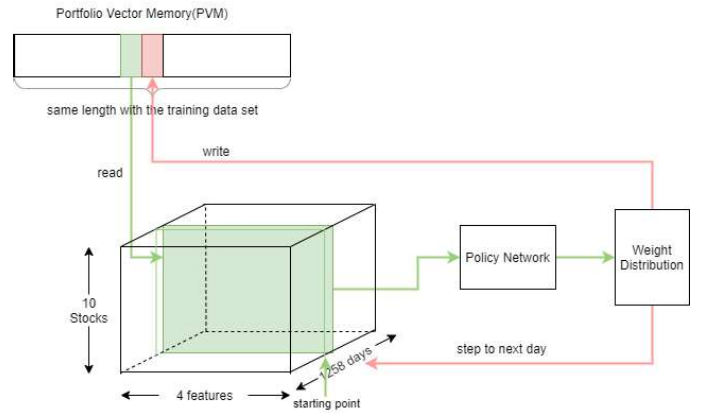 Portfolio Vector Memory(PVM)
same length with the training data set
write
read
Policy Network
Weight
Distribution
10
Stocks
step to next day
1258 days
4 features
starting point